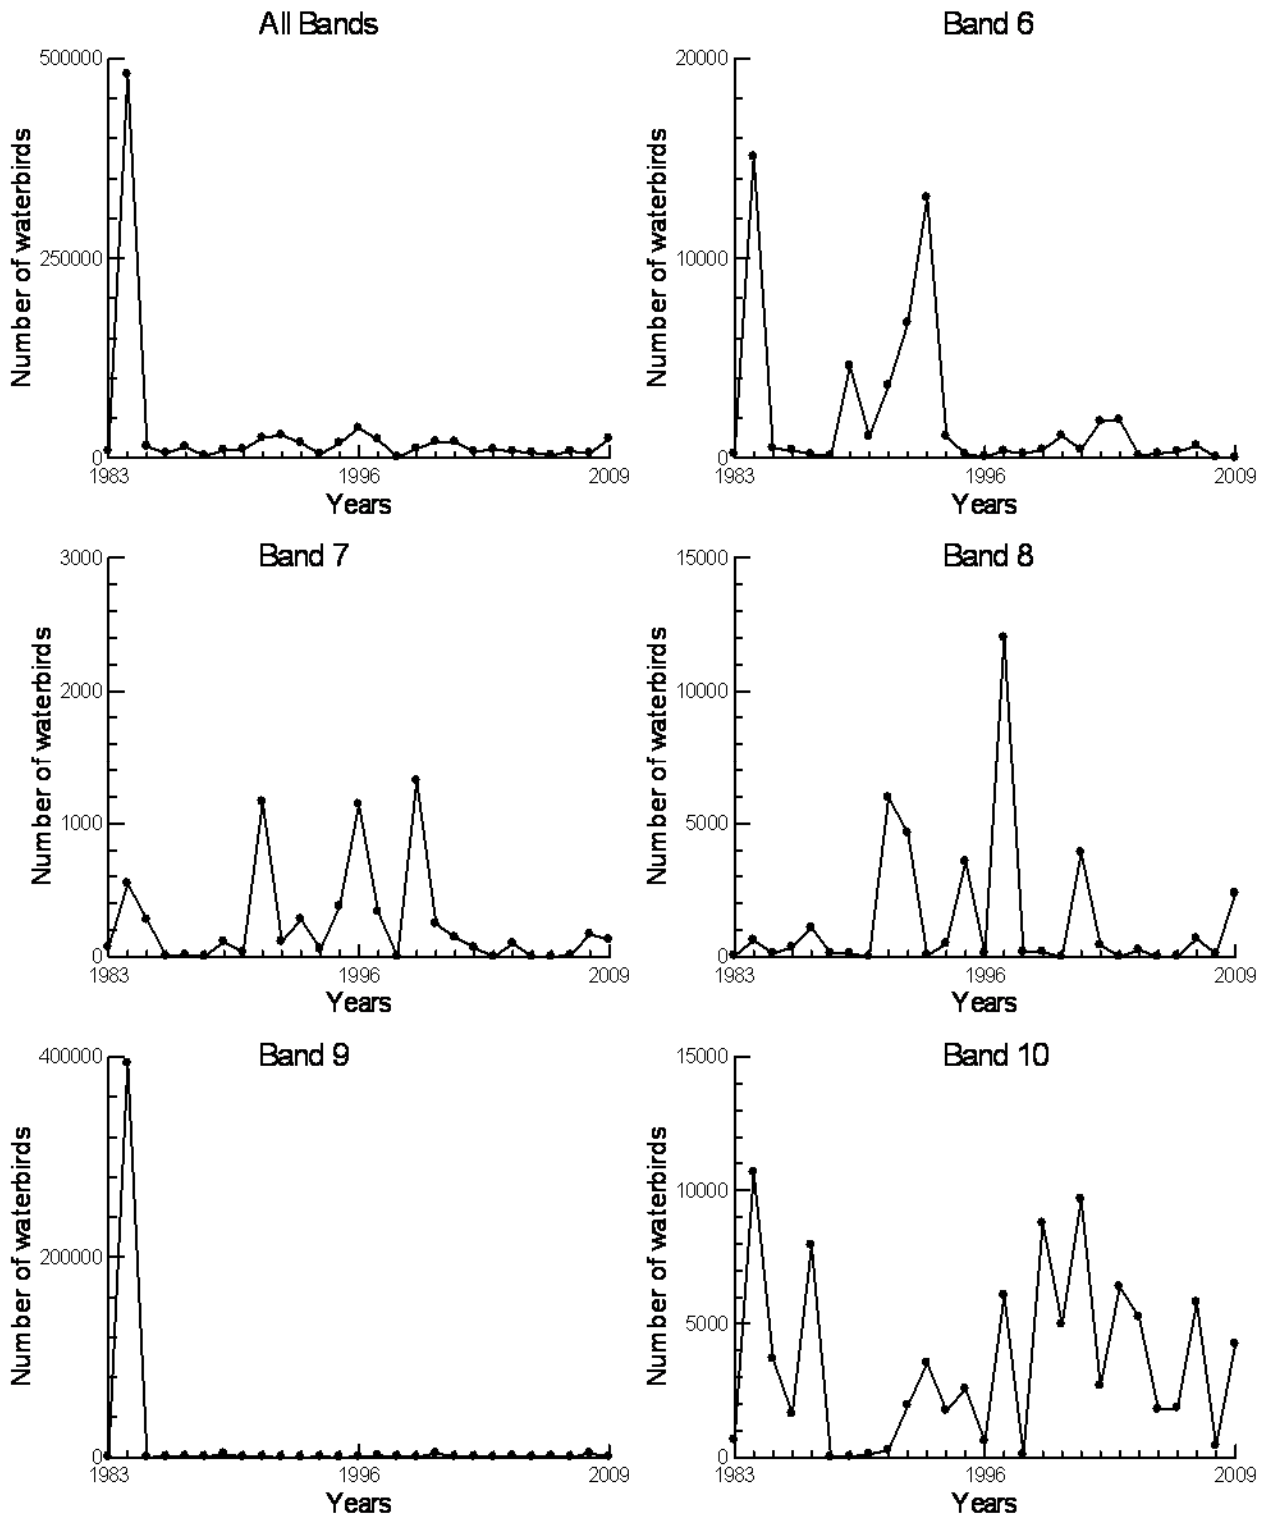 All Bands
500000
250000
0
Number of waterbirds
1983
1996
2009
Years
Band 6
20000
10000
0
Number of waterbirds
1983
1996
2009
Years
Band 7
3000
2000
1000
0
Number of waterbirds
1983
1996
2009
Years
Band 8
15000
10000
5000
0
Number of waterbirds
1983
1996
2009
Years
Band 9
400000
200000
0
Number of waterbirds
1983
1996
2009
Years
Band 10
15000
10000
5000
0
Number of waterbirds
1983
1996
2009
Years